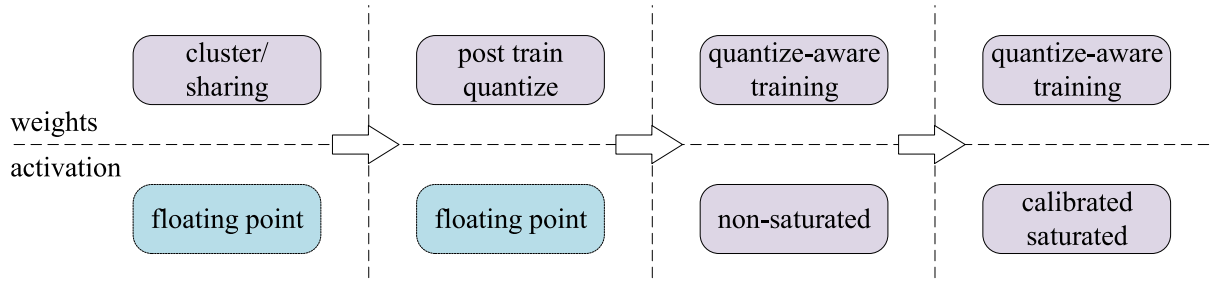 cluster/
sharing
post train
quantize
quantize-aware
training
quantize-aware
training
weights
activation
floating point
floating point
non-saturated
calibrated
saturated